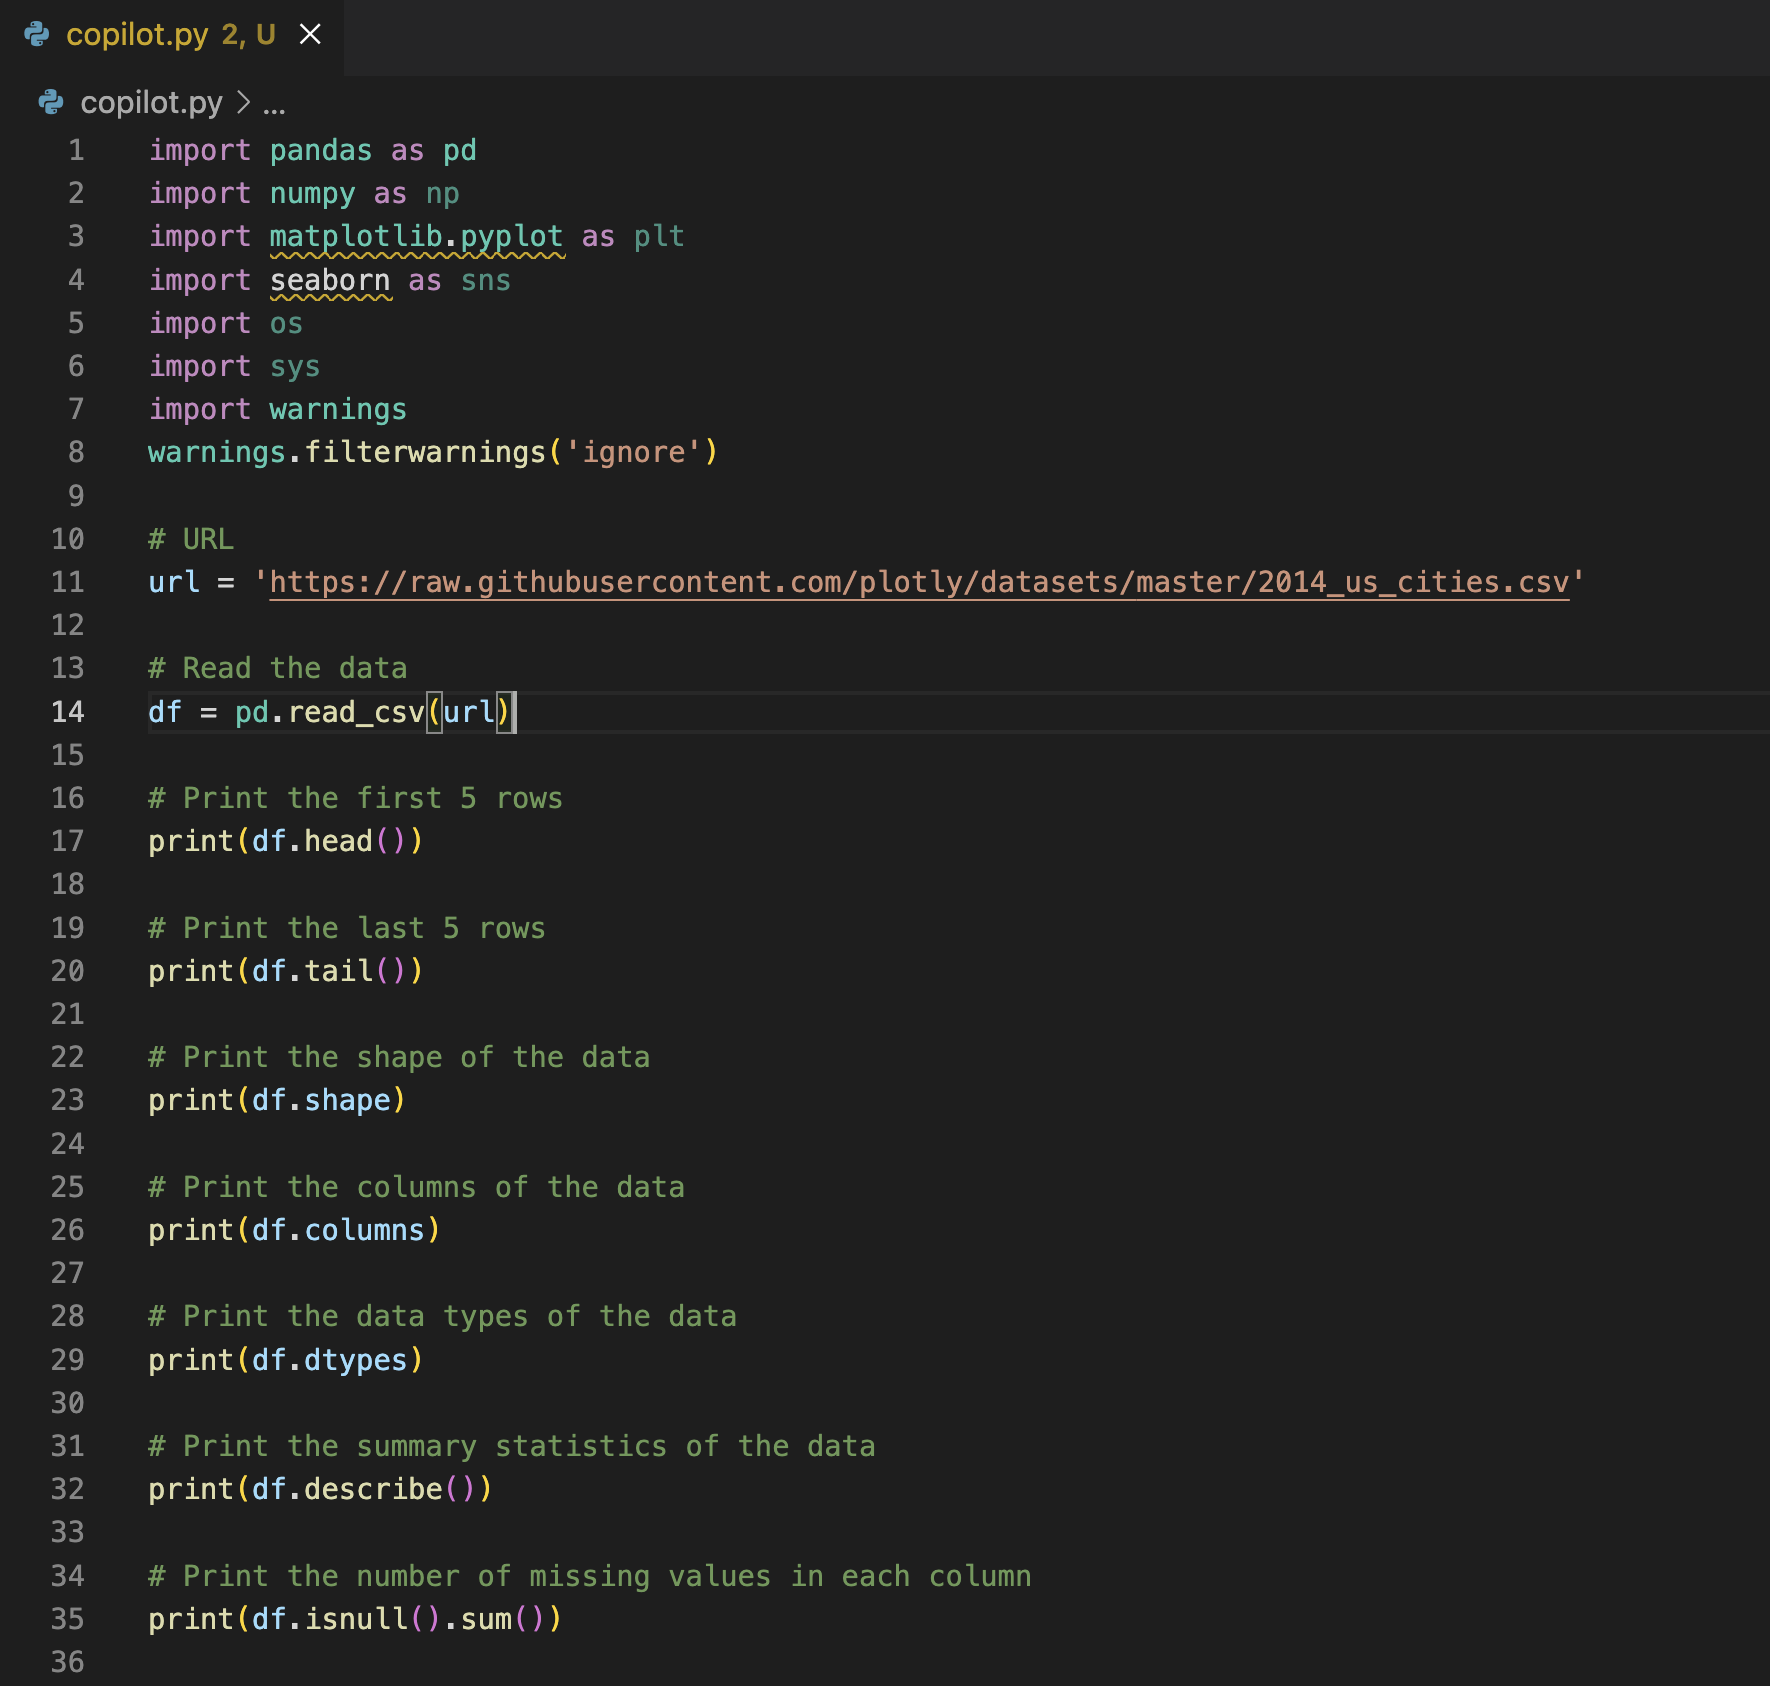 copilot.py 2, U
copilot.py > ...
1 import pandas as pd
2 import numpy as np
3 import matplotlib.pyplot as plt
4 import seaborn as sns
5 import os
6 import sys
7 import warnings
8 warnings.filterwarnings('ignore')
9
10 # URL
11 url = 'https://raw.githubusercontent.com/plotly/datasets/master/2014_us_cities.csv'
12
13 # Read the data
14 df = pd.read_csv(url)
15
16 # Print the first 5 rows
17 print(df.head())
18
19 # Print the last 5 rows
20 print(df.tail())
21
22 # Print the shape of the data
23 print(df.shape)
24
25 # Print the columns of the data
26 print(df.columns)
27
28 # Print the data types of the data
29 print(df.dtypes)
30
31 # Print the summary statistics of the data
32 print(df.describe())
33
34 # Print the number of missing values in each column
35 print(df.isnull().sum())
36